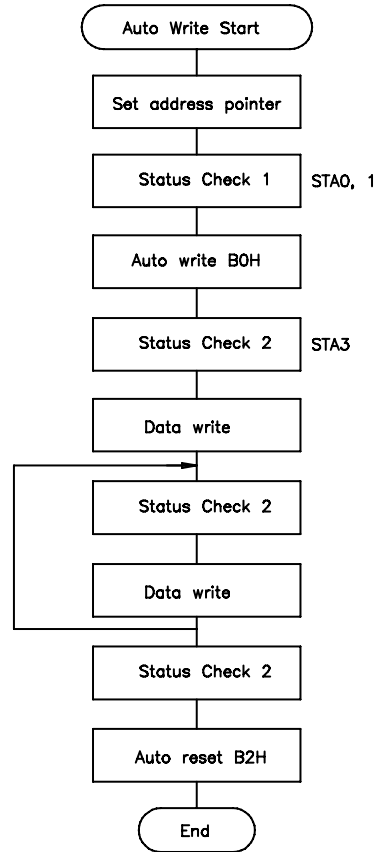 Auto Write Start
Set address pointer
Status Check 1 STA0, 1
Auto write B0H
Status Check 2 STA3
Data write
Status Check 2
Data write
Status Check 2
Auto reset B2H
End